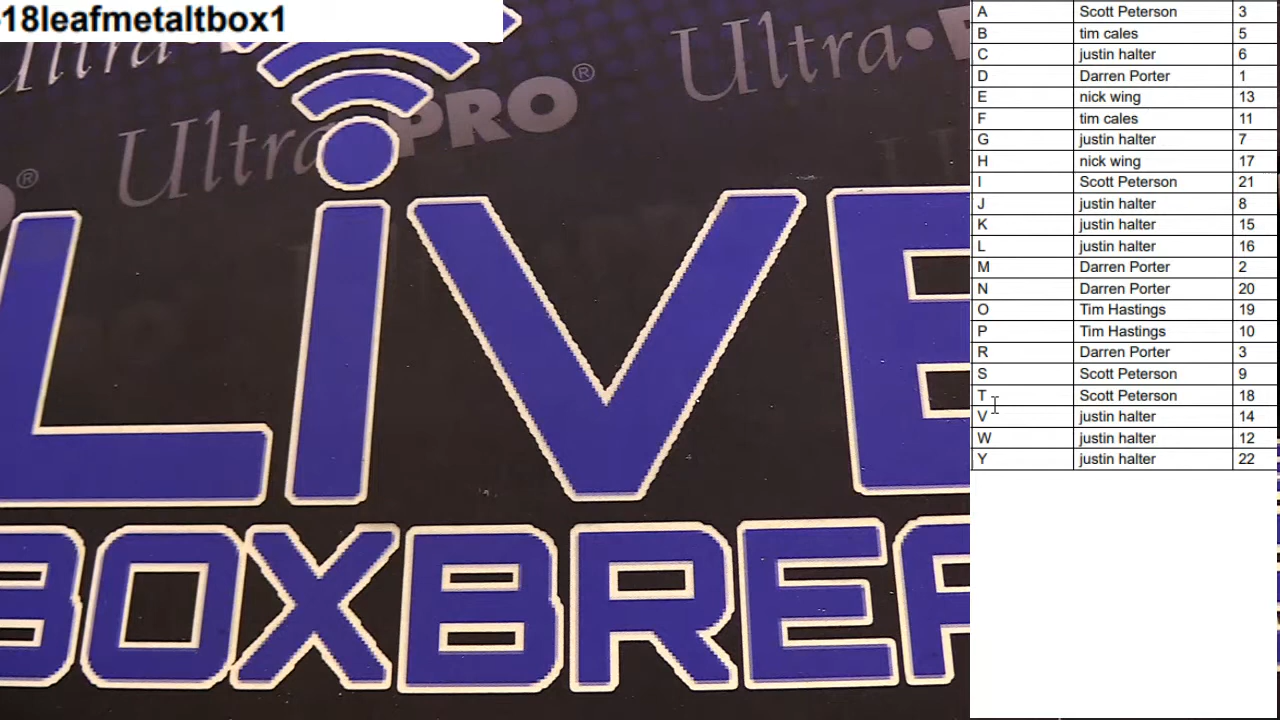 -18leafmetaltbox1
Ultra
Ultra PRO®
Ultra•
®
LiVE
BOXBREA
A Scott Peterson 3
B tim cales 5
C justin halter 6
D Darren Porter 1
E nick wing 13
F tim cales 11
G justin halter 7
H nick wing 17
I Scott Peterson 21
J justin halter 8
K justin halter 15
L justin halter 16
M Darren Porter 2
N Darren Porter 20
O Tim Hastings 19
P Tim Hastings 10
R Darren Porter 3
S Scott Peterson 9
T Scott Peterson 18
V justin halter 14
W justin halter 12
Y justin halter 22